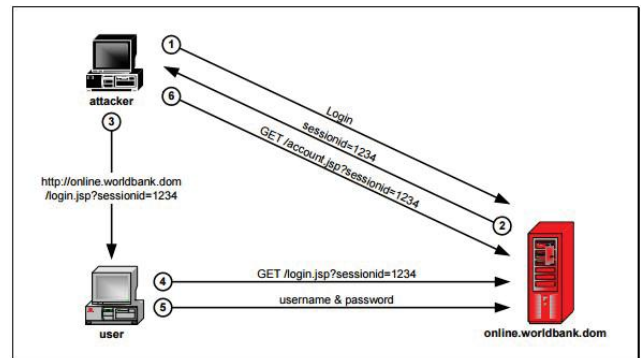 1
attacker
6
3
Login
sessionid=1234
GET /account.jsp?sessionid=1234
http://online.worldbank.dom
/login.jsp?sessionid=1234
2
4
GET /login.jsp?sessionid=1234
5
username & password
user
online.worldbank.dom